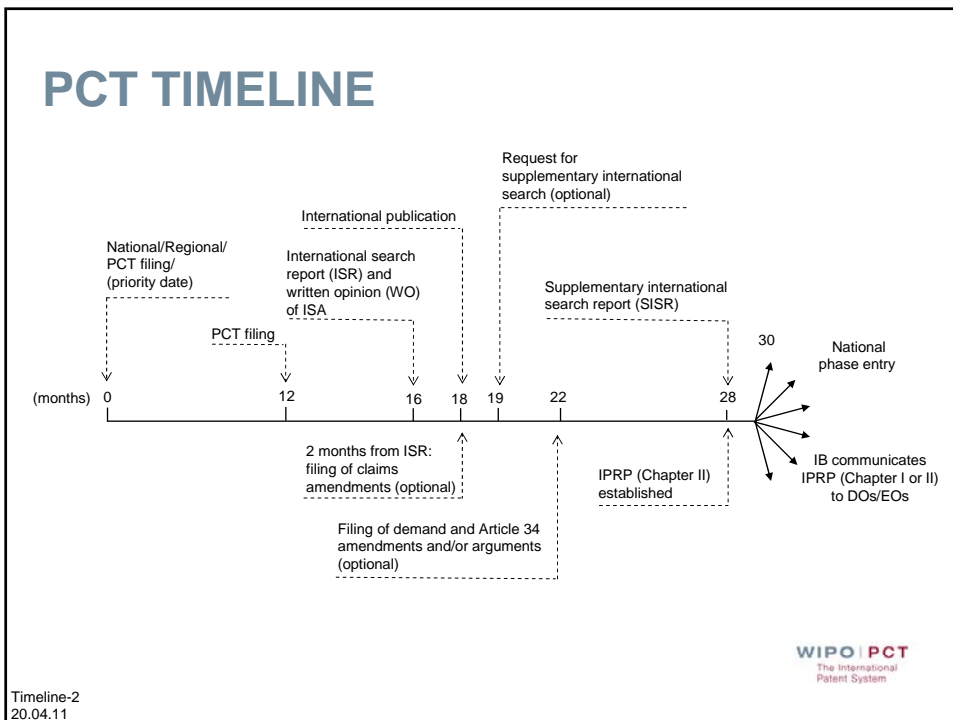 PCT TIMELINE
Request for
supplementary international
search (optional)
International publication
National/Regional/
PCT filing/
(priority date)
International search
report (ISR) and
written opinion (WO)
of ISA
Supplementary international
search report (SISR)
PCT filing
30
National
phase entry
(months) 0 12 16 18 19 22 28
2 months from ISR:
filing of claims
amendments (optional)
IPRP (Chapter II)
established
IB communicates
IPRP (Chapter I or II)
to DOs/EOs
Filing of demand and Article 34
amendments and/or arguments
(optional)
WIPO | PCT
The International
Patent System
Timeline-2
20.04.11